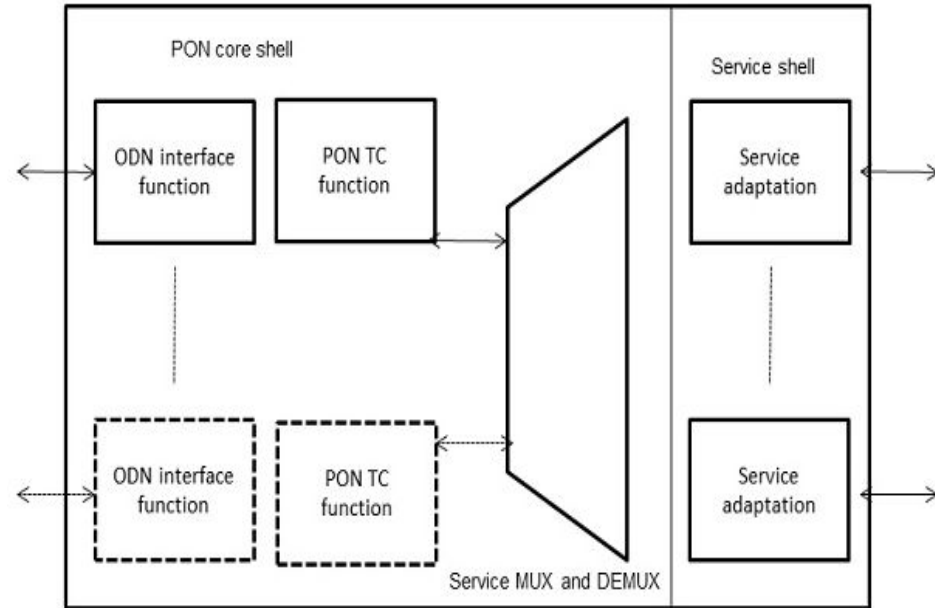 PON core shell
Service shell
ODN interface
function
PON TC
function
Service
adaptation
ODN interface
function
PON TC
function
Service
adaptation
Service MUX and DEMUX